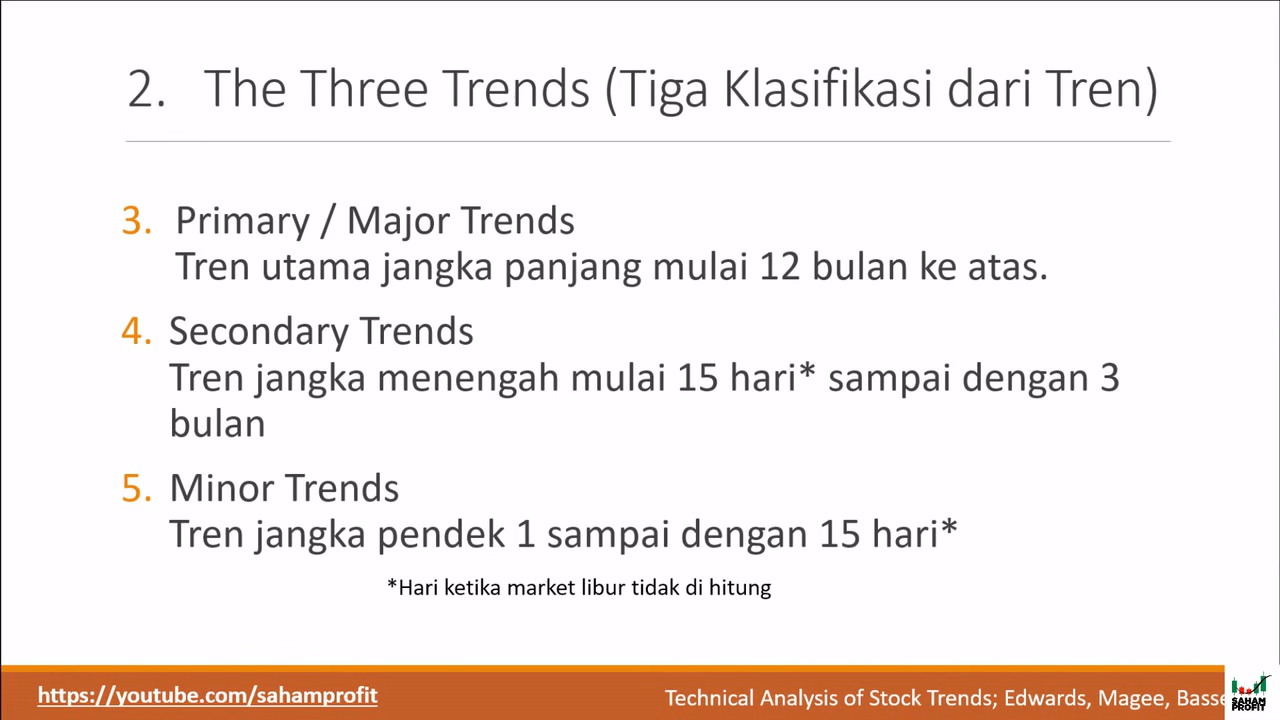 2. The Three Trends (Tiga Klasifikasi dari Tren)
3. Primary / Major Trends
Tren utama jangka panjang mulai 12 bulan ke atas.
4. Secondary Trends
Tren jangka menengah mulai 15 hari* sampai dengan 3
bulan
5. Minor Trends
Tren jangka pendek 1 sampai dengan 15 hari*
*Hari ketika market libur tidak di hitung
https://youtube.com/sahamprofit
Technical Analysis of Stock Trends; Edwards, Magee, Basse
SAHAM
PROFIT